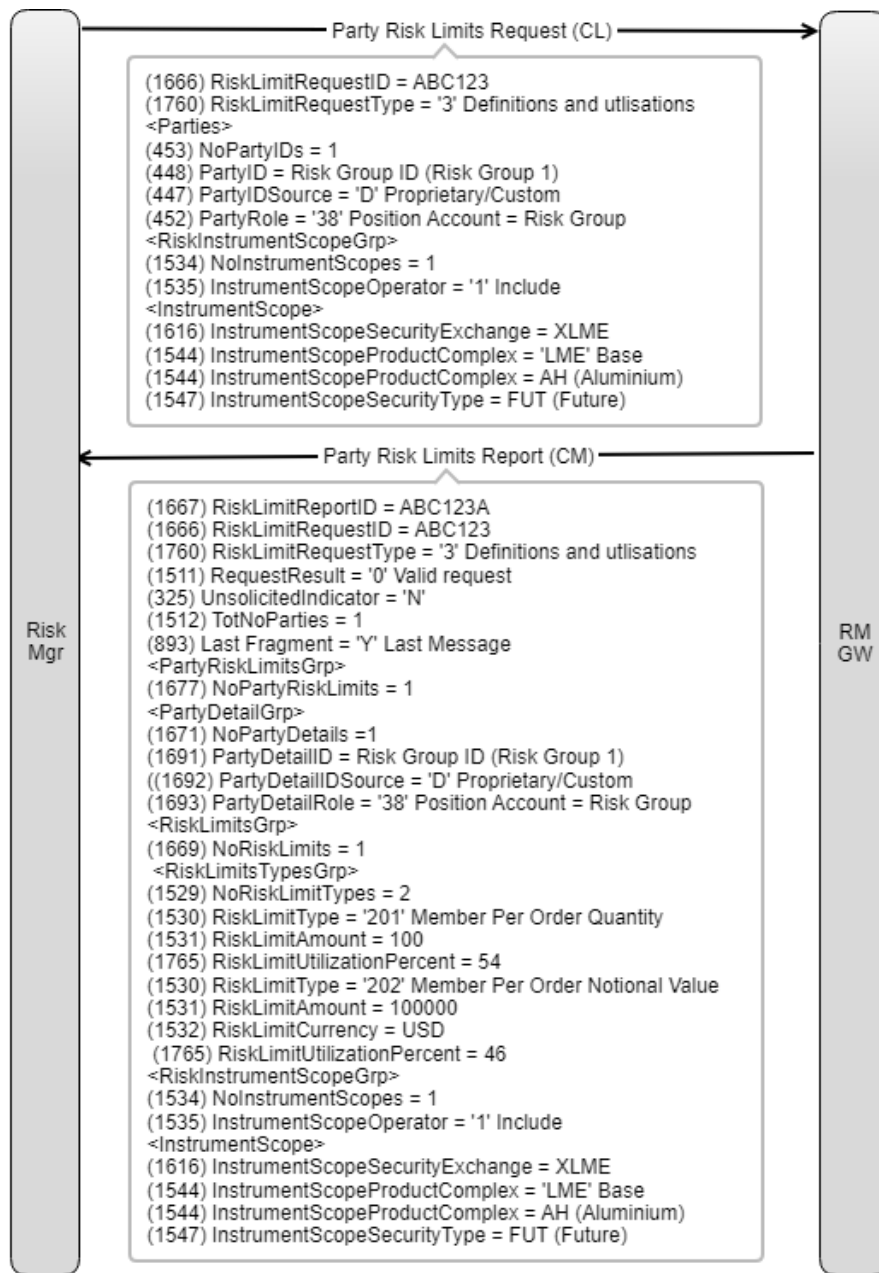 Party Risk Limits Request (CL)
(1666) RiskLimitRequestID = ABC123
(1760) RiskLimitRequestType = '3' Definitions and utlisations
<Parties>
(453) NoPartyIDs = 1
(448) PartyID = Risk Group ID (Risk Group 1)
(447) PartyIDSource = 'D' Proprietary/Custom
(452) PartyRole = '38' Position Account = Risk Group
<RiskInstrumentScopeGrp>
(1534) NoInstrumentScopes = 1
(1535) InstrumentScopeOperator = '1' Include
<InstrumentScope>
(1616) InstrumentScopeSecurityExchange = XLME
(1544) InstrumentScopeProductComplex = 'LME' Base
(1544) InstrumentScopeProductComplex = AH (Aluminium)
(1547) InstrumentScopeSecurityType = FUT (Future)
Party Risk Limits Report (CM)
(1667) RiskLimitReportID = ABC123A
(1666) RiskLimitRequestID = ABC123
(1760) RiskLimitRequestType = '3' Definitions and utlisations
(1511) RequestResult = '0' Valid request
(325) UnsolicitedIndicator = 'N'
(1512) TotNoParties = 1
(893) Last Fragment = 'Y' Last Message
<PartyRiskLimitsGrp>
(1677) NoPartyRiskLimits = 1
<PartyDetailGrp>
(1671) NoPartyDetails =1
(1691) PartyDetailID = Risk Group ID (Risk Group 1)
((1692) PartyDetailIDSource = 'D' Proprietary/Custom
(1693) PartyDetailRole = '38' Position Account = Risk Group
<RiskLimitsGrp>
(1669) NoRiskLimits = 1
<RiskLimitsTypesGrp>
(1529) NoRiskLimitTypes = 2
(1530) RiskLimitType = '201' Member Per Order Quantity
(1531) RiskLimitAmount = 100
(1765) RiskLimitUtilizationPercent = 54
(1530) RiskLimitType = '202' Member Per Order Notional Value
(1531) RiskLimitAmount = 100000
(1532) RiskLimitCurrency = USD
(1765) RiskLimitUtilizationPercent = 46
<RiskInstrumentScopeGrp>
(1534) NoInstrumentScopes = 1
(1535) InstrumentScopeOperator = '1' Include
<InstrumentScope>
(1616) InstrumentScopeSecurityExchange = XLME
(1544) InstrumentScopeProductComplex = 'LME' Base
(1544) InstrumentScopeProductComplex = AH (Aluminium)
(1547) InstrumentScopeSecurityType = FUT (Future)
Risk
Mgr
RM
GW